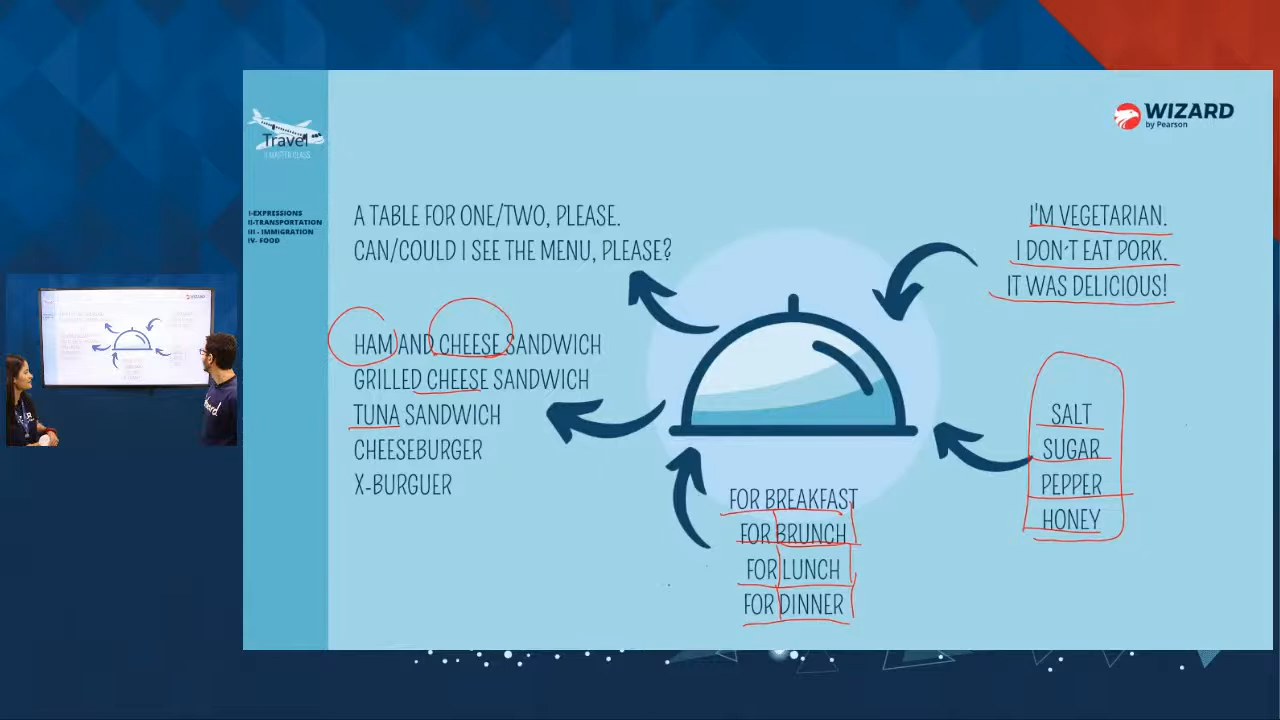 WIZARD
by Pearson
Travel
MASTER CLASS
I-EXPRESSIONS
II-TRANSPORTATION
III - IMMIGRATION
IV- FOOD
A TABLE FOR ONE/TWO, PLEASE.
CAN/COULD I SEE THE MENU, PLEASE?
I'M VEGETARIAN.
I DON´T EAT PORK.
IT WAS DELICIOUS!
HAM AND CHEESE SANDWICH
GRILLED CHEESE SANDWICH
TUNA SANDWICH
CHEESEBURGER
X-BURGUER
SALT
SUGAR
PEPPER
HONEY
FOR BREAKFAST
FOR BRUNCH
FOR LUNCH
FOR DINNER